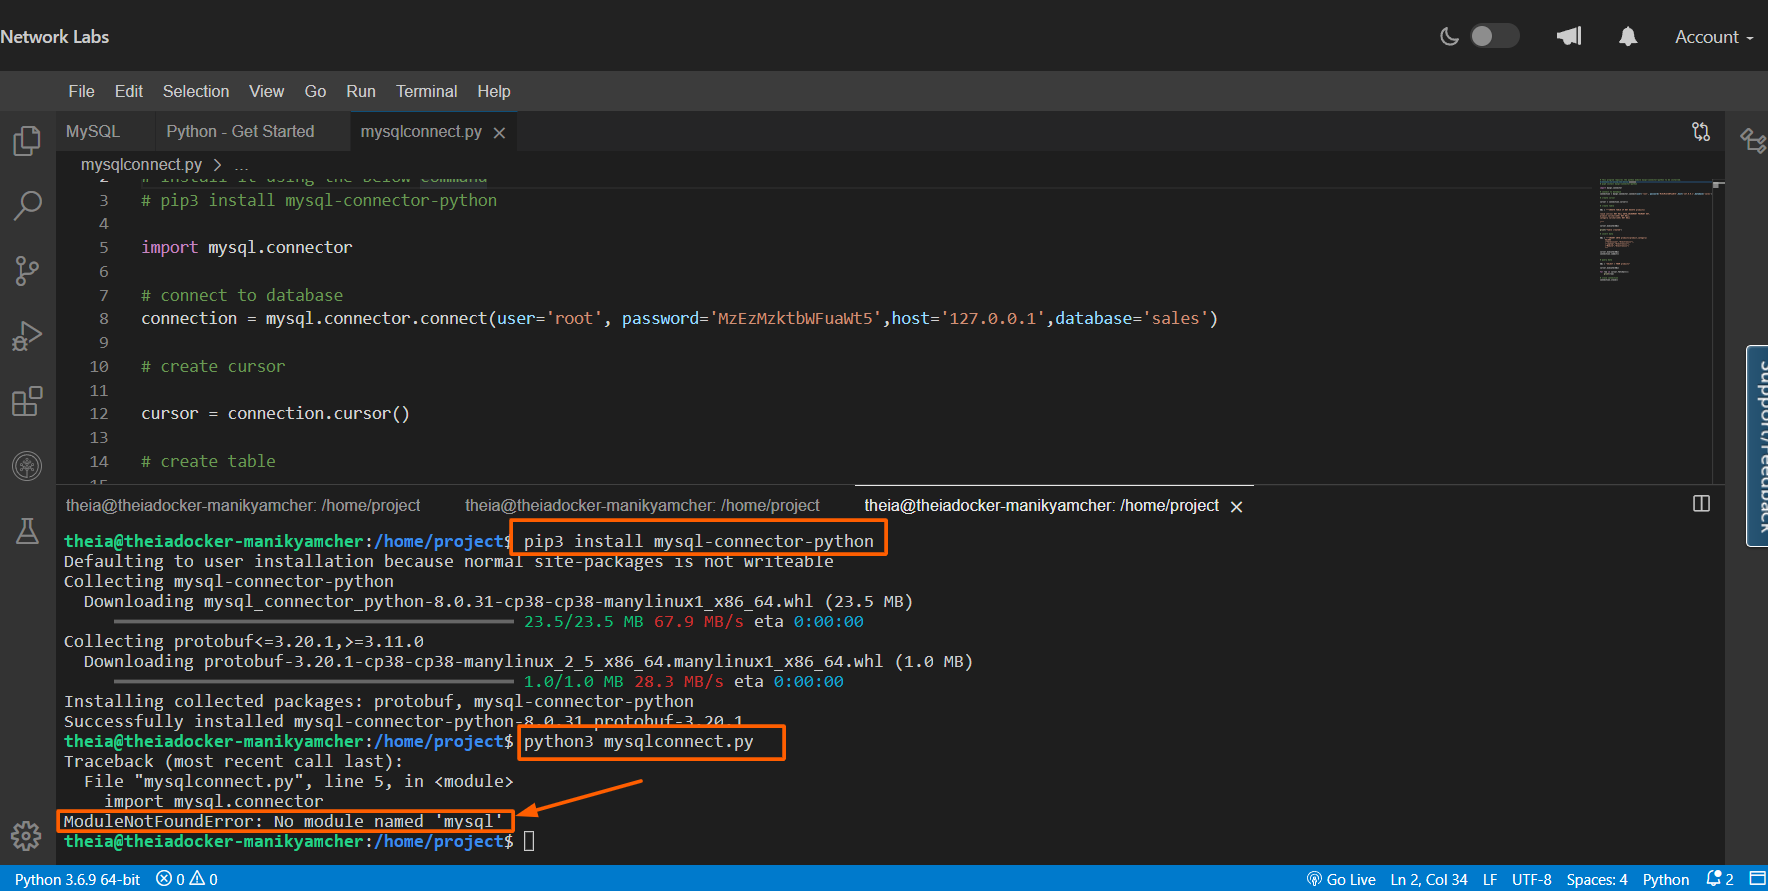 Network Labs
Account
File Edit Selection View Go Run Terminal Help
MySQL Python - Get Started mysqlconnect.py
mysqlconnect.py > ...
2 # install it using the below command
3 # pip3 install mysql-connector-python
4
5 import mysql.connector
6
7 # connect to database
8 connection = mysql.connector.connect(user='root', password='MzEzMzktbWFuaWt5',host='127.0.0.1',database='sales')
9
10 # create cursor
11
12 cursor = connection.cursor()
13
14 # create table
15
Support/Feedback
theia@theiadocker-manikyamcher: /home/project theia@theiadocker-manikyamcher: /home/project theia@theiadocker-manikyamcher: /home/project
theia@theiadocker-manikyamcher:/home/project$ pip3 install mysql-connector-python
Defaulting to user installation because normal site-packages is not writeable
Collecting mysql-connector-python
Downloading mysql_connector_python-8.0.31-cp38-cp38-manylinux1_x86_64.whl (23.5 MB)
23.5/23.5 MB 67.9 MB/s eta 0:00:00
Collecting protobuf<=3.20.1,>=3.11.0
Downloading protobuf-3.20.1-cp38-cp38-manylinux_2_5_x86_64.manylinux1_x86_64.whl (1.0 MB)
1.0/1.0 MB 28.3 MB/s eta 0:00:00
Installing collected packages: protobuf, mysql-connector-python
Successfully installed mysql-connector-python-8.0.31 protobuf-3.20.1
theia@theiadocker-manikyamcher:/home/project$ python3 mysqlconnect.py
Traceback (most recent call last):
File "mysqlconnect.py", line 5, in <module>
import mysql.connector
ModuleNotFoundError: No module named 'mysql'
theia@theiadocker-manikyamcher:/home/project$
Python 3.6.9 64-bit 0 0 Go Live Ln 2, Col 34 LF UTF-8 Spaces: 4 Python 2